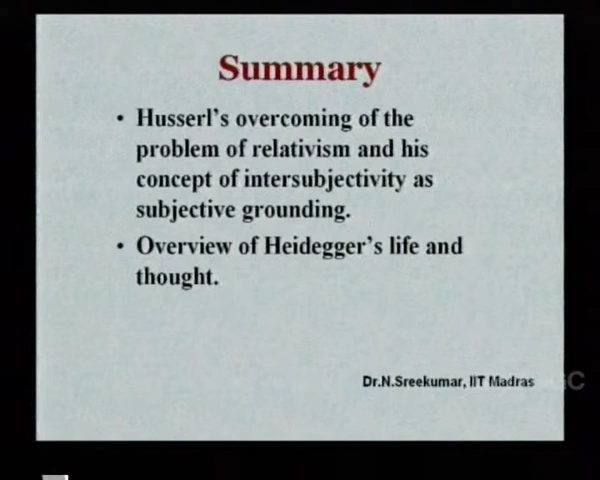 Summary
• Husserl's overcoming of the
problem of relativism and his
concept of intersubjectivity as
subjective grounding.
• Overview of Heidegger's life and
thought.
Dr.N.Sreekumar, IIT Madras